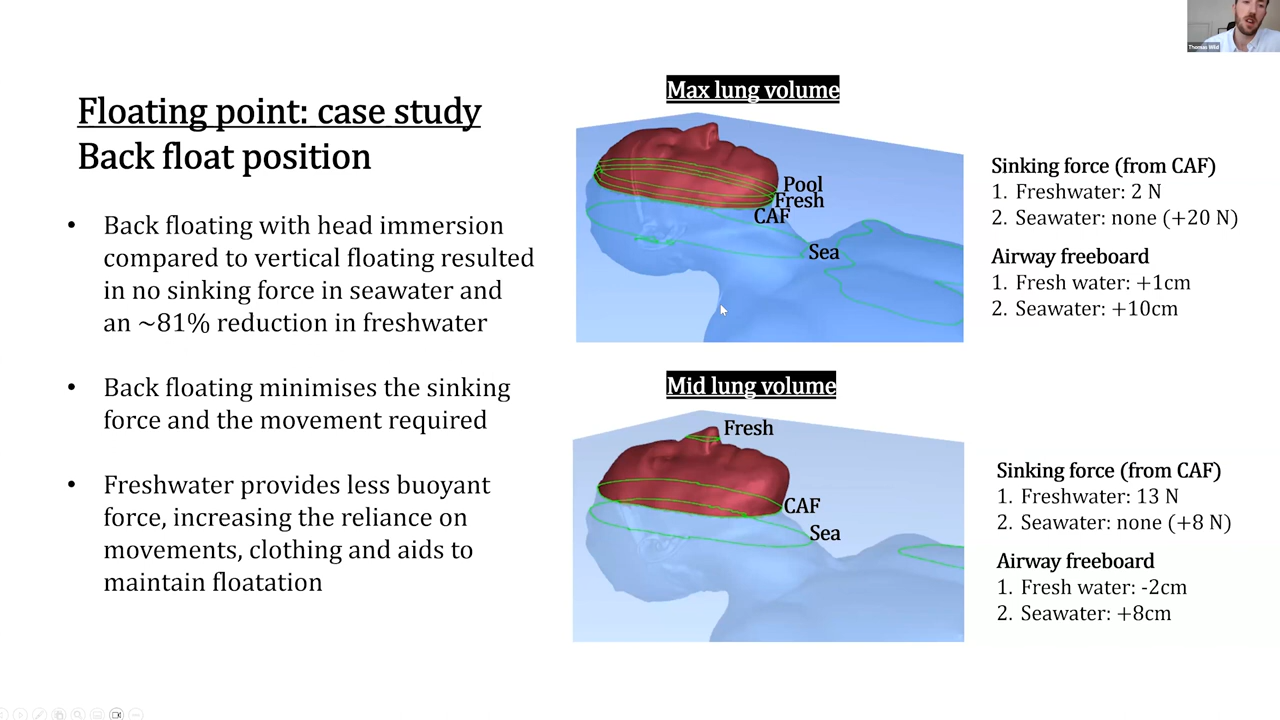 Thomas Wild
Floating point: case study
Back float position
• Back floating with head immersion
compared to vertical floating resulted
in no sinking force in seawater and
an ~81% reduction in freshwater
• Back floating minimises the sinking
force and the movement required
• Freshwater provides less buoyant
force, increasing the reliance on
movements, clothing and aids to
maintain floatation
Max lung volume
Pool
Fresh
CAF
Sea
Sinking force (from CAF)
1. Freshwater: 2 N
2. Seawater: none (+20 N)
Airway freeboard
1. Fresh water: +1cm
2. Seawater: +10cm
Mid lung volume
Fresh
CAF
Sea
Sinking force (from CAF)
1. Freshwater: 13 N
2. Seawater: none (+8 N)
Airway freeboard
1. Fresh water: -2cm
2. Seawater: +8cm